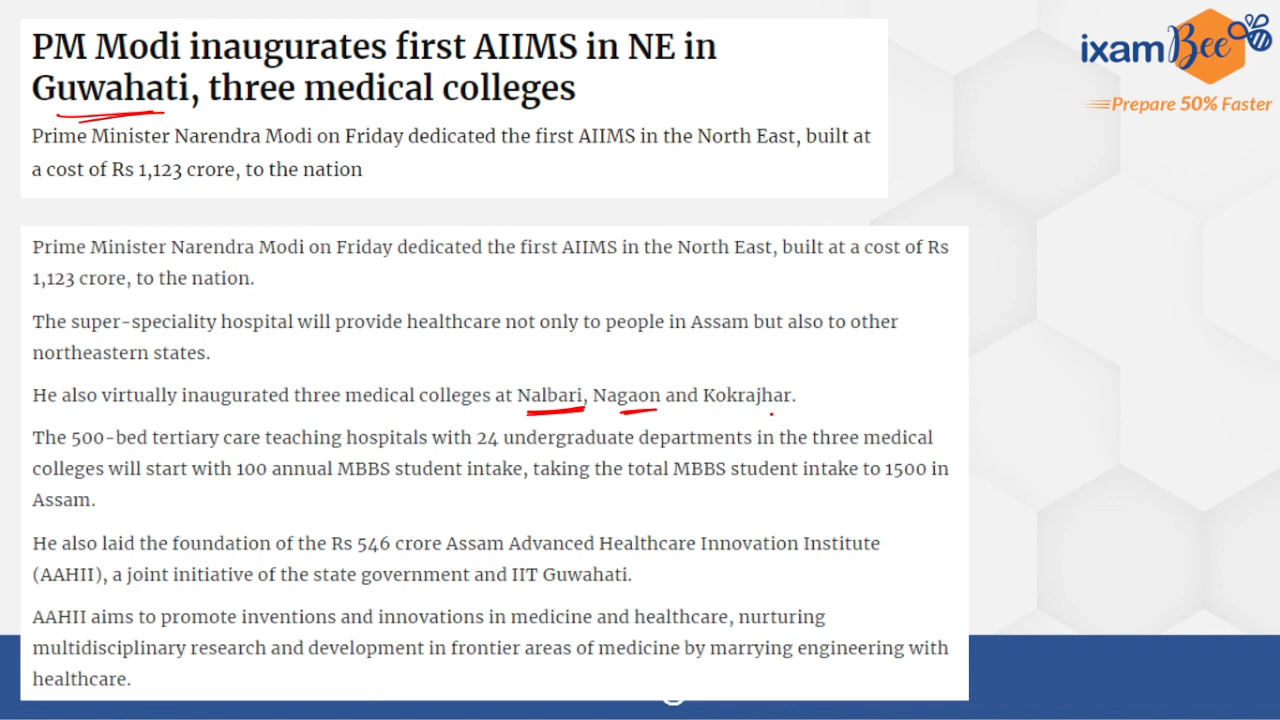 PM Modi inaugurates first AIIMS in NE in
Guwahati, three medical colleges
Prime Minister Narendra Modi on Friday dedicated the first AIIMS in the North East, built at
a cost of Rs 1,123 crore, to the nation
ixamBee
Prepare 50% Faster
Prime Minister Narendra Modi on Friday dedicated the first AIIMS in the North East, built at a cost of Rs
1,123 crore, to the nation.
The super-speciality hospital will provide healthcare not only to people in Assam but also to other
northeastern states.
He also virtually inaugurated three medical colleges at Nalbari, Nagaon and Kokrajhar.
The 500-bed tertiary care teaching hospitals with 24 undergraduate departments in the three medical
colleges will start with 100 annual MBBS student intake, taking the total MBBS student intake to 1500 in
Assam.
He also laid the foundation of the Rs 546 crore Assam Advanced Healthcare Innovation Institute
(AAHII), a joint initiative of the state government and IIT Guwahati.
AAHII aims to promote inventions and innovations in medicine and healthcare, nurturing
multidisciplinary research and development in frontier areas of medicine by marrying engineering with
healthcare.